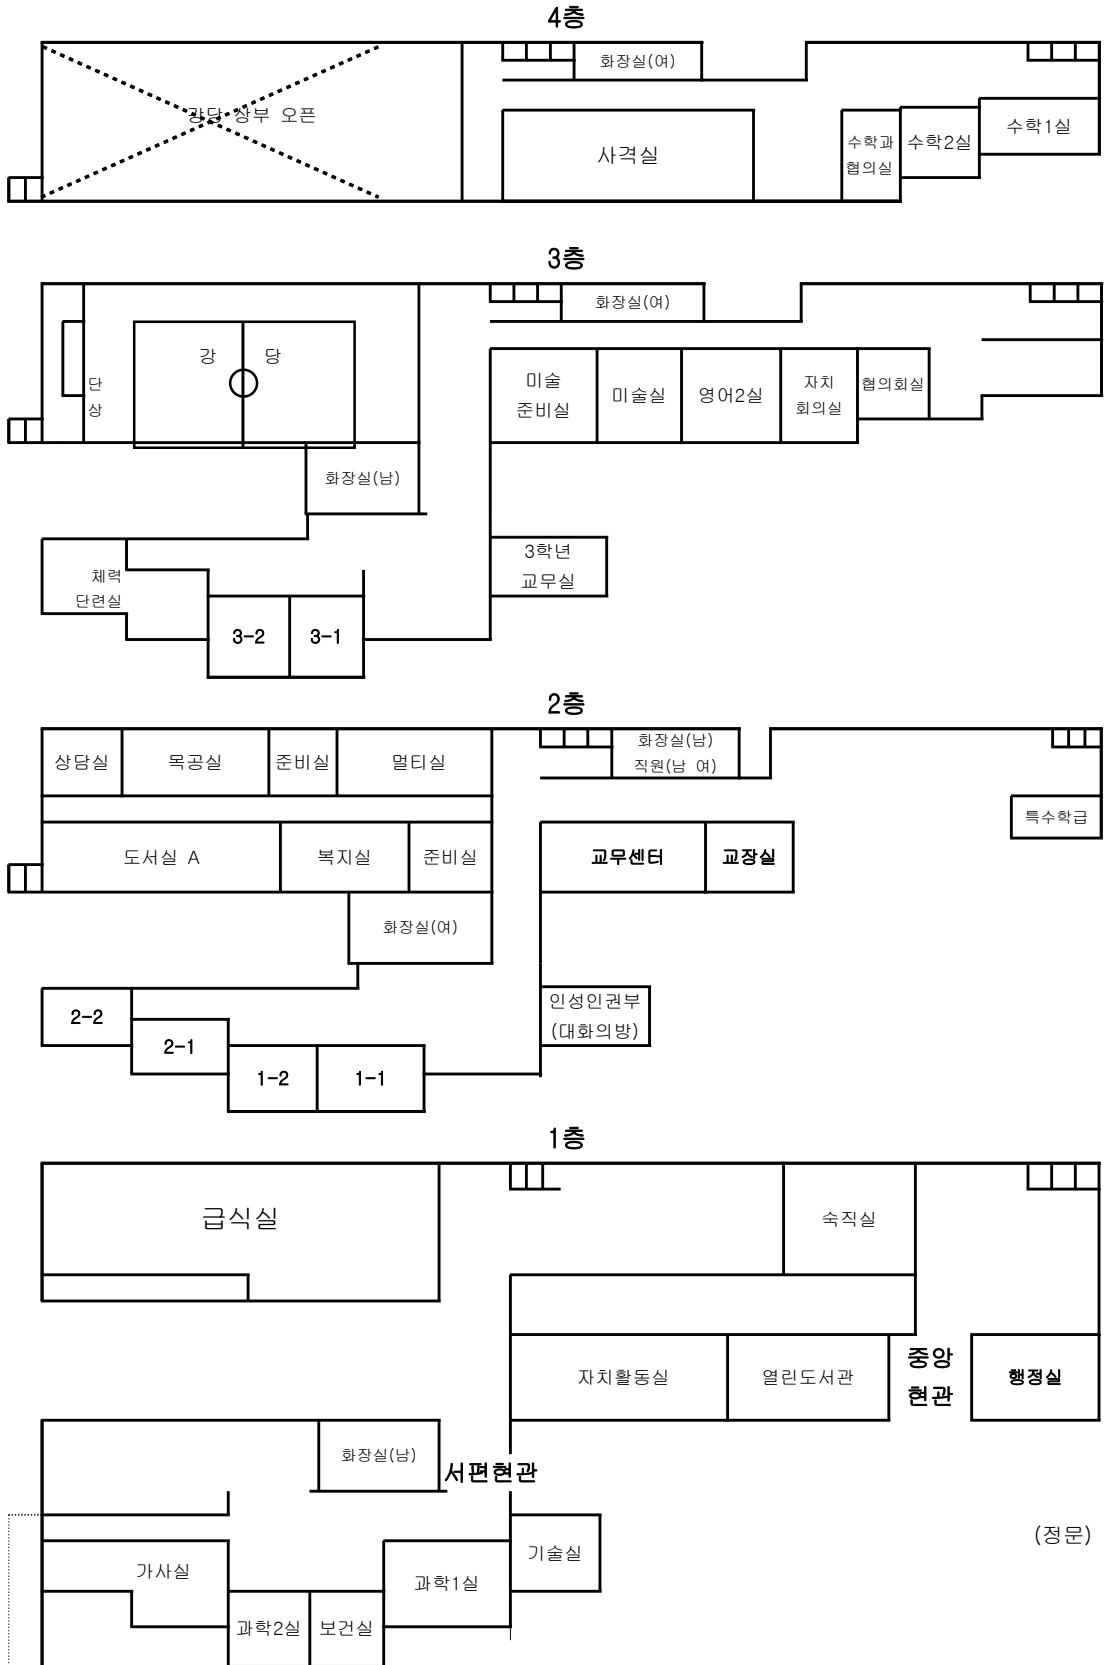 4층
화장실(여)
강당 상부 오픈
사격실
수학과
협의실
수학2실
수학1실
3층
화장실(여)
강 당
단
상
미술
준비실
미술실
영어2실
자치
회의실
협의회실
화장실(남)
3학년
교무실
체력
단련실
3-2
3-1
2층
상담실
목공실
준비실
멀티실
화장실(남)
직원(남 여)
특수학급
도서실 A
복지실
준비실
교무센터
교장실
화장실(여)
인성인권부
(대화의방)
2-2
2-1
1-2
1-1
1층
급식실
숙직실
자치활동실
열린도서관
중앙
현관
행정실
화장실(남)
서편현관
(정문)
가사실
과학2실
보건실
과학1실
기술실